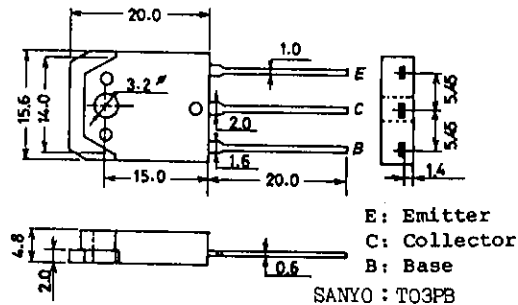 20.0
1.0
E
15.6
14.0
3.2ø
C
2.0
5.45
5.45
B
1.6
15.0
20.0
1.4
4.8
2.0
0.6
E: Emitter
C: Collector
B: Base
SANYO : TO3PB